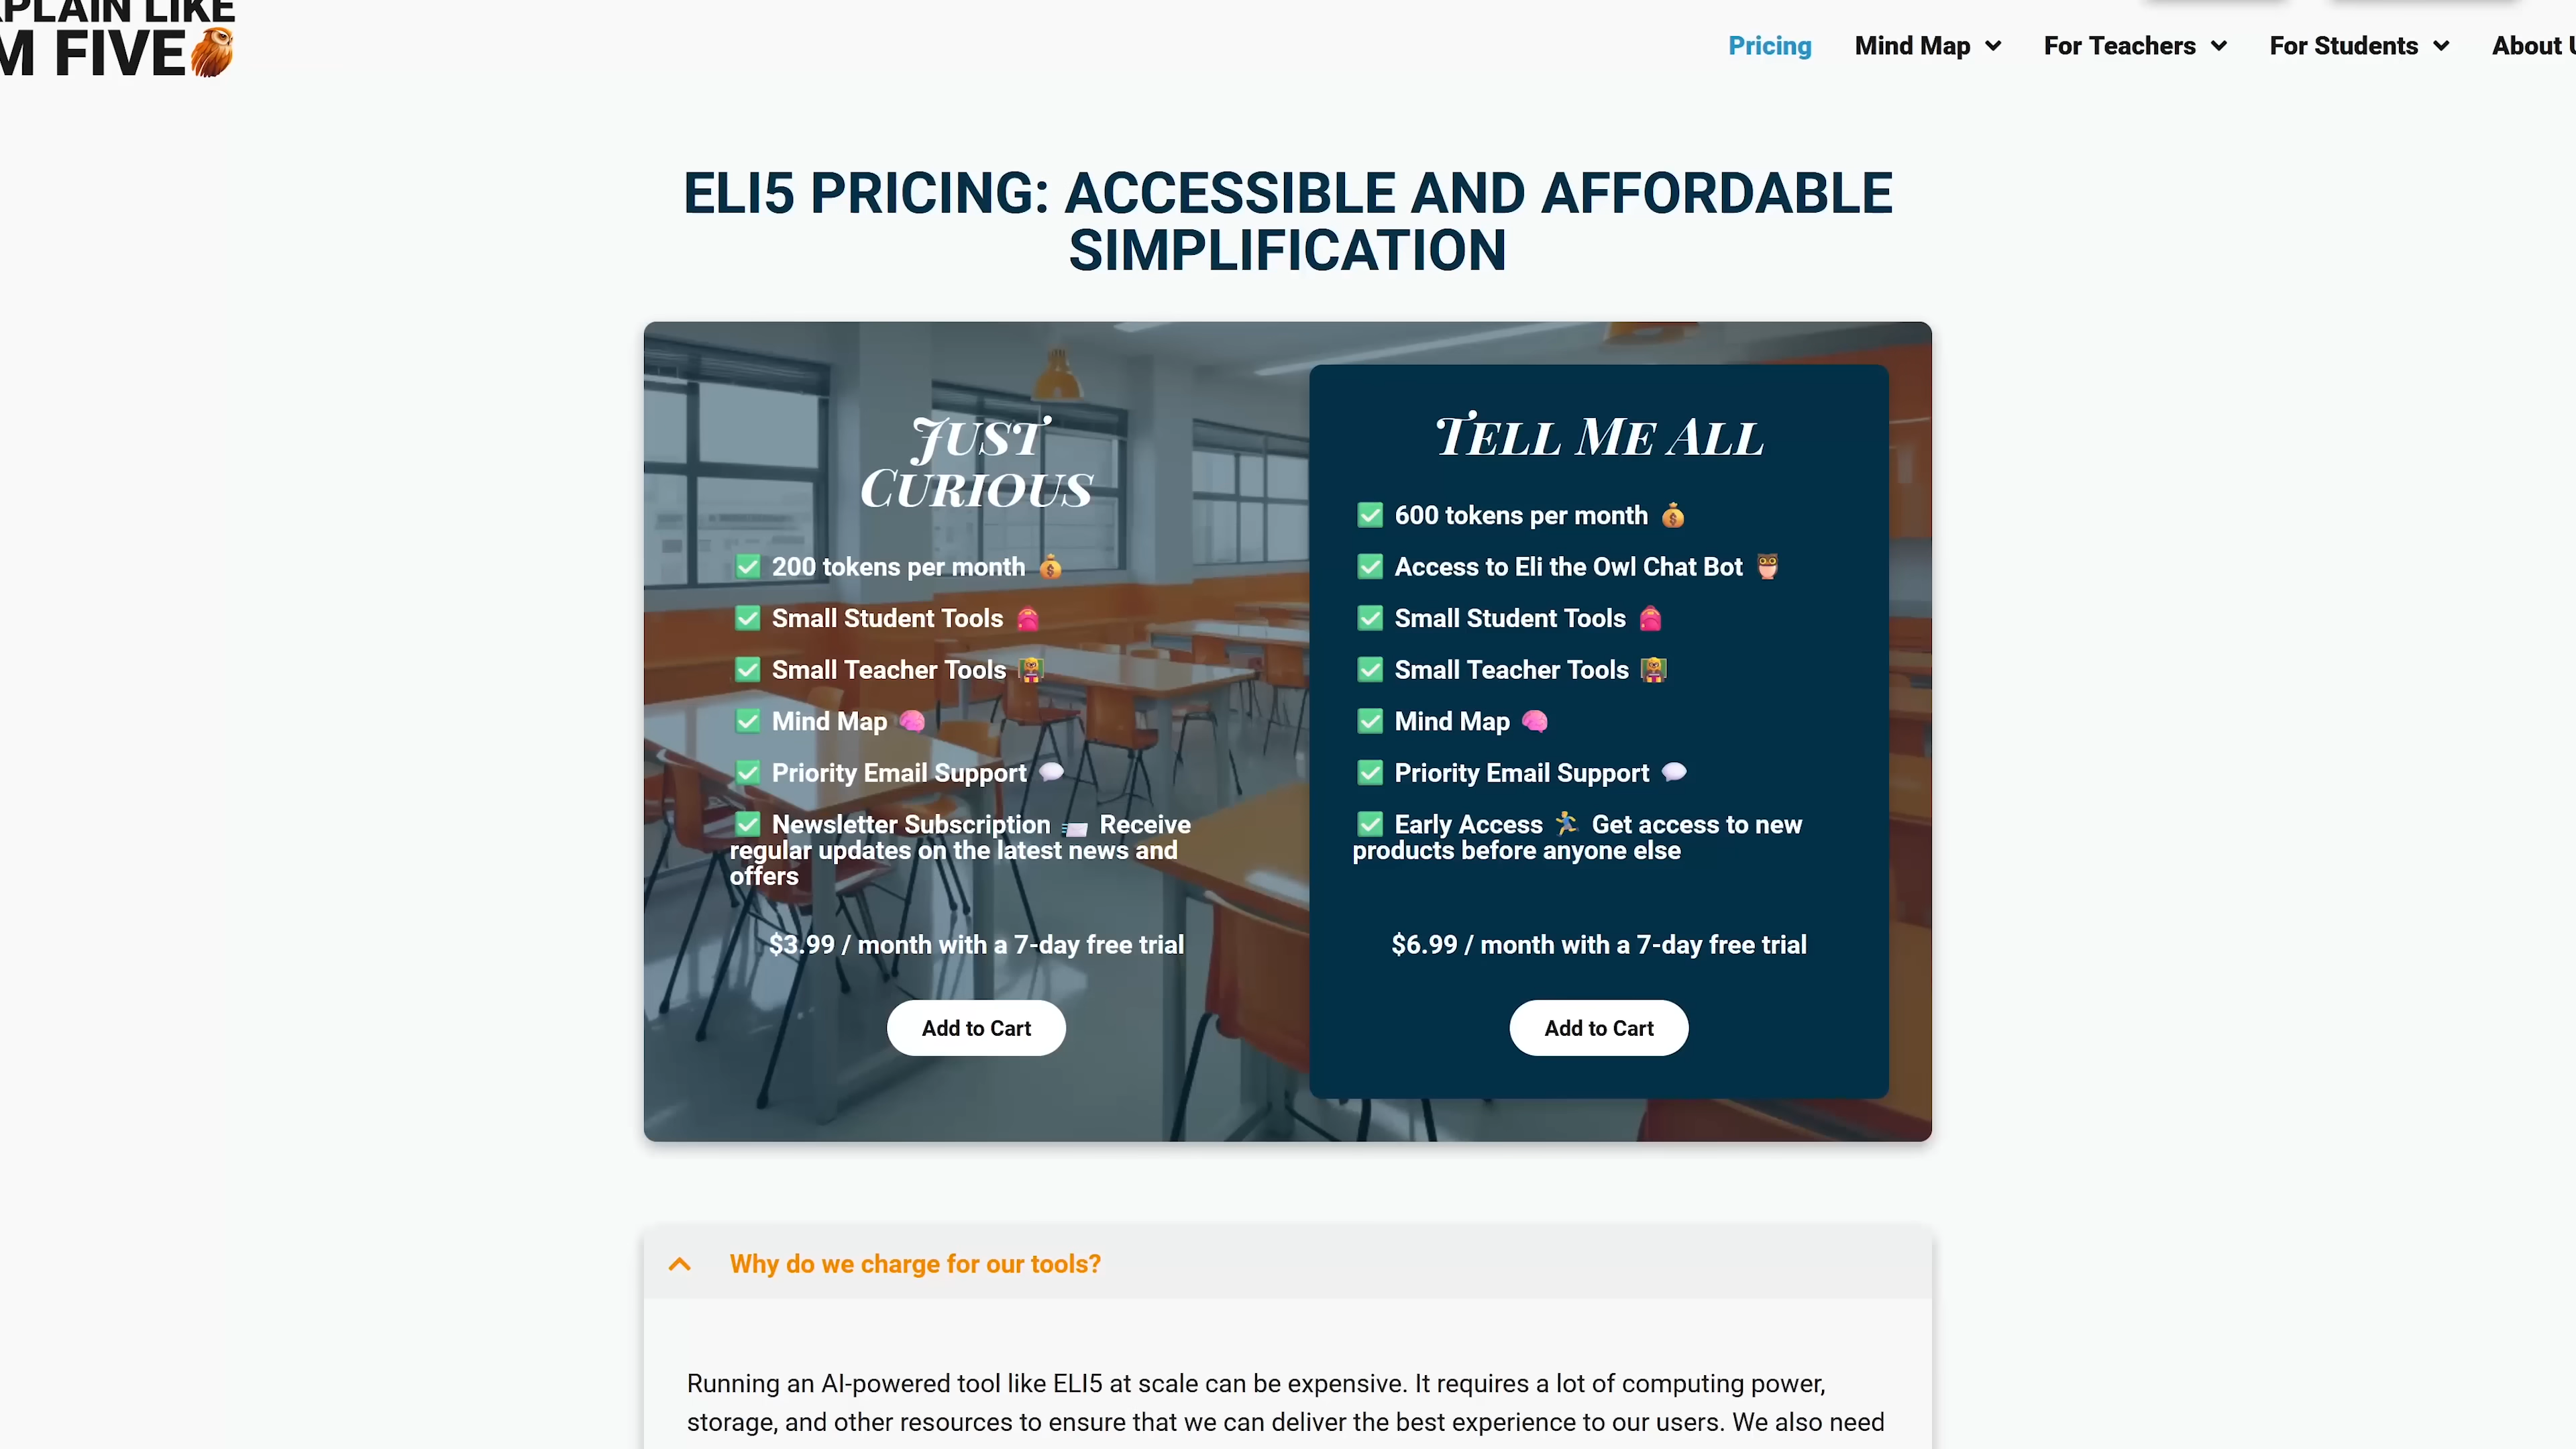 M FIVE
Pricing
Mind Map
For Teachers
For Students
About
ELI5 PRICING: ACCESSIBLE AND AFFORDABLE
SIMPLIFICATION
Just
Curious
✅ 200 tokens per month 💰
✅ Small Student Tools 🎒
✅ Small Teacher Tools 👩‍🏫
✅ Mind Map 🧠
✅ Priority Email Support 💬
✅ Newsletter Subscription 📨 Receive
regular updates on the latest news and
offers
$3.99 / month with a 7-day free trial
Add to Cart
Tell Me All
✅ 600 tokens per month 💰
✅ Access to Eli the Owl Chat Bot 🦉
✅ Small Student Tools 🎒
✅ Small Teacher Tools 👩‍🏫
✅ Mind Map 🧠
✅ Priority Email Support 💬
✅ Early Access 🏃 Get access to new
products before anyone else
$6.99 / month with a 7-day free trial
Add to Cart
Why do we charge for our tools?
Running an AI-powered tool like ELI5 at scale can be expensive. It requires a lot of computing power,
storage, and other resources to ensure that we can deliver the best experience to our users. We also need